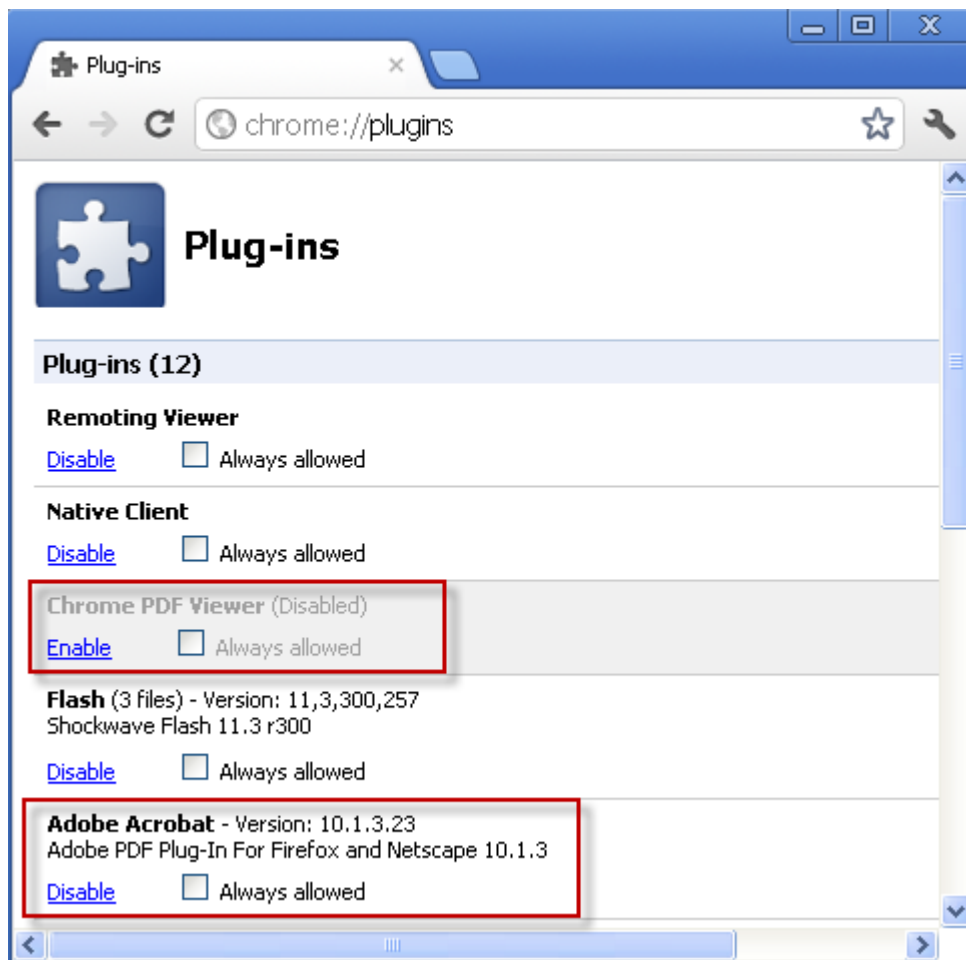 Plug-ins
chrome://plugins
Plug-ins
Plug-ins (12)
Remoting Viewer
Disable Always allowed
Native Client
Disable Always allowed
Chrome PDF Viewer (Disabled)
Enable Always allowed
Flash (3 files) - Version: 11,3,300,257
Shockwave Flash 11.3 r300
Disable Always allowed
Adobe Acrobat - Version: 10.1.3.23
Adobe PDF Plug-In For Firefox and Netscape 10.1.3
Disable Always allowed